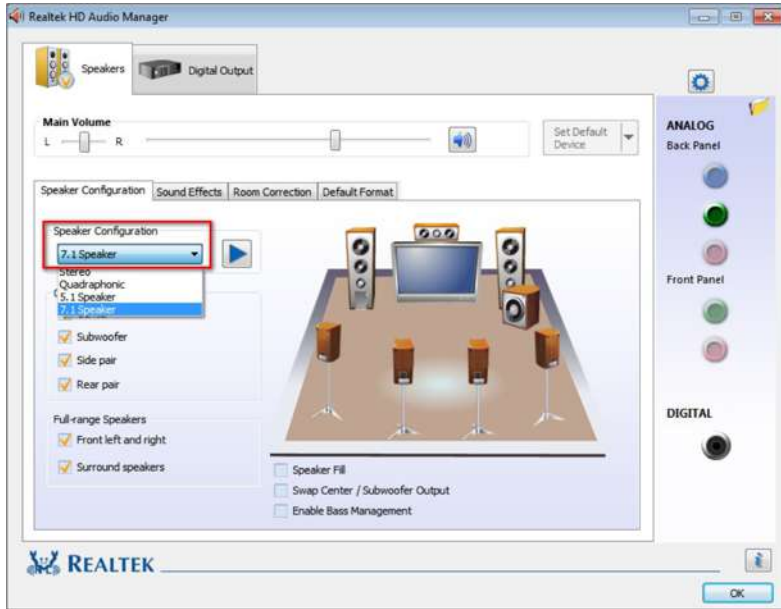 Realtek HD Audio Manager
Speakers
Digital Output
Main Volume
L
R
Set Default
Device
Speaker Configuration
Sound Effects
Room Correction
Default Format
Speaker Configuration
7.1 Speaker
Stereo
Quadraphonic
5.1 Speaker
7.1 Speaker
Subwoofer
Side pair
Rear pair
Full-range Speakers
Front left and right
Surround speakers
Speaker Fill
Swap Center / Subwoofer Output
Enable Bass Management
ANALOG
Back Panel
Front Panel
DIGITAL
REALTEK
OK